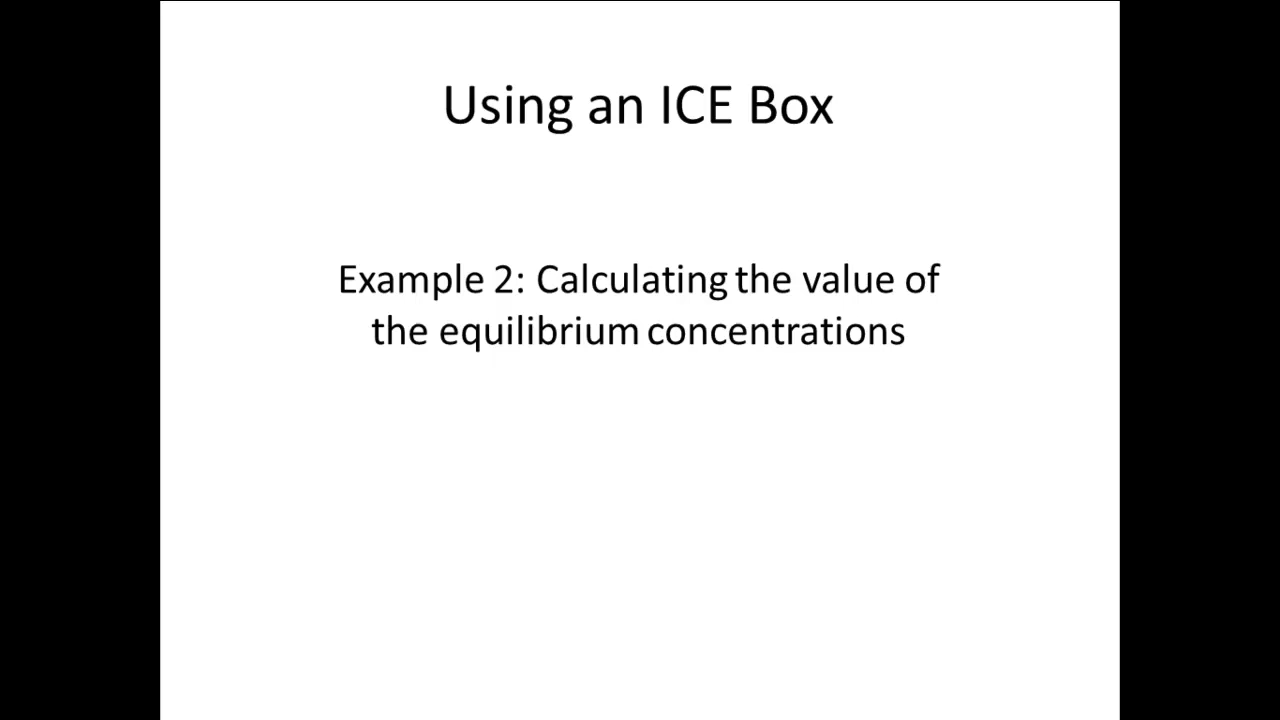 Using an ICE Box
Example 2: Calculating the value of
the equilibrium concentrations